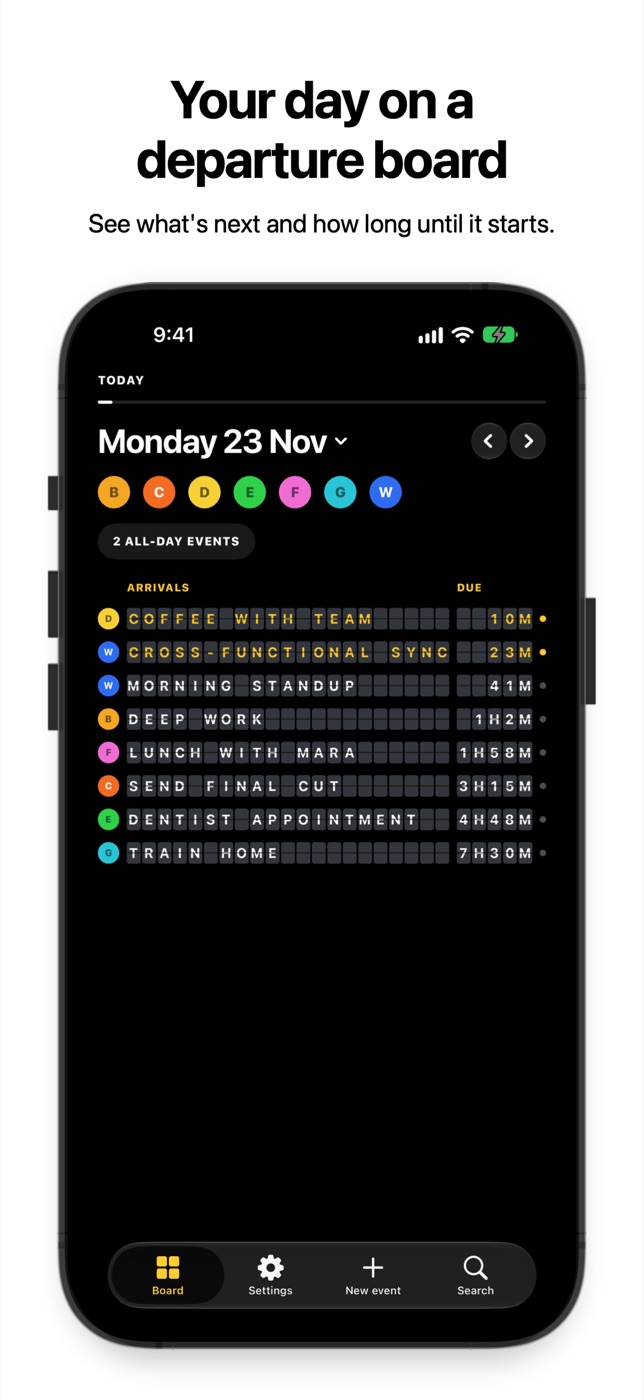 Your day on a
departure board
See what's next and how long until it starts.
9:41
TODAY
Monday 23 Nov
B C D E F G W
2 ALL-DAY EVENTS
ARRIVALS DUE
D COFFEE WITH TEAM 10M
W CROSS-FUNCTIONAL SYNC 23M
W MORNING STANDUP 41M
B DEEP WORK 1H2M
F LUNCH WITH MARA 1H58M
C SEND FINAL CUT 3H15M
E DENTIST APPOINTMENT 4H48M
G TRAIN HOME 7H30M
Board Settings New event Search